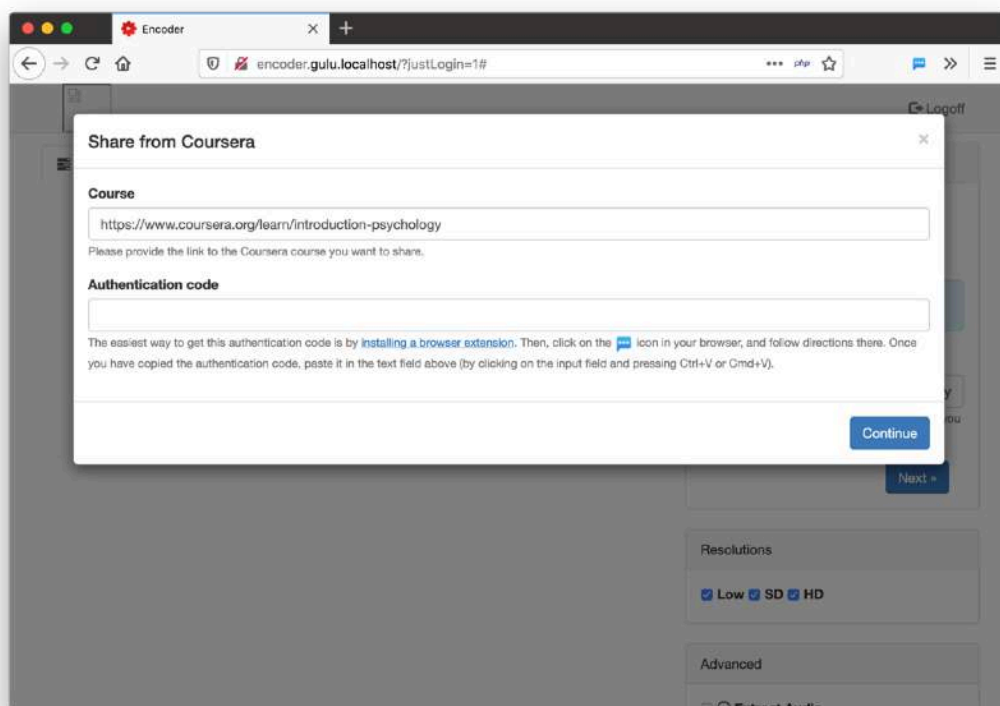 Encoder
encoder.gulu.localhost/?justLogin=1#
php
Logoff
Share from Coursera
Course
https://www.coursera.org/learn/introduction-psychology
Please provide the link to the Coursera course you want to share.
Authentication code
The easiest way to get this authentication code is by installing a browser extension. Then, click on the icon in your browser, and follow directions there. Once
you have copied the authentication code, paste it in the text field above (by clicking on the input field and pressing Ctrl+V or Cmd+V).
y
you
Continue
Next »
Resolutions
Low SD HD
Advanced
Extract Audio